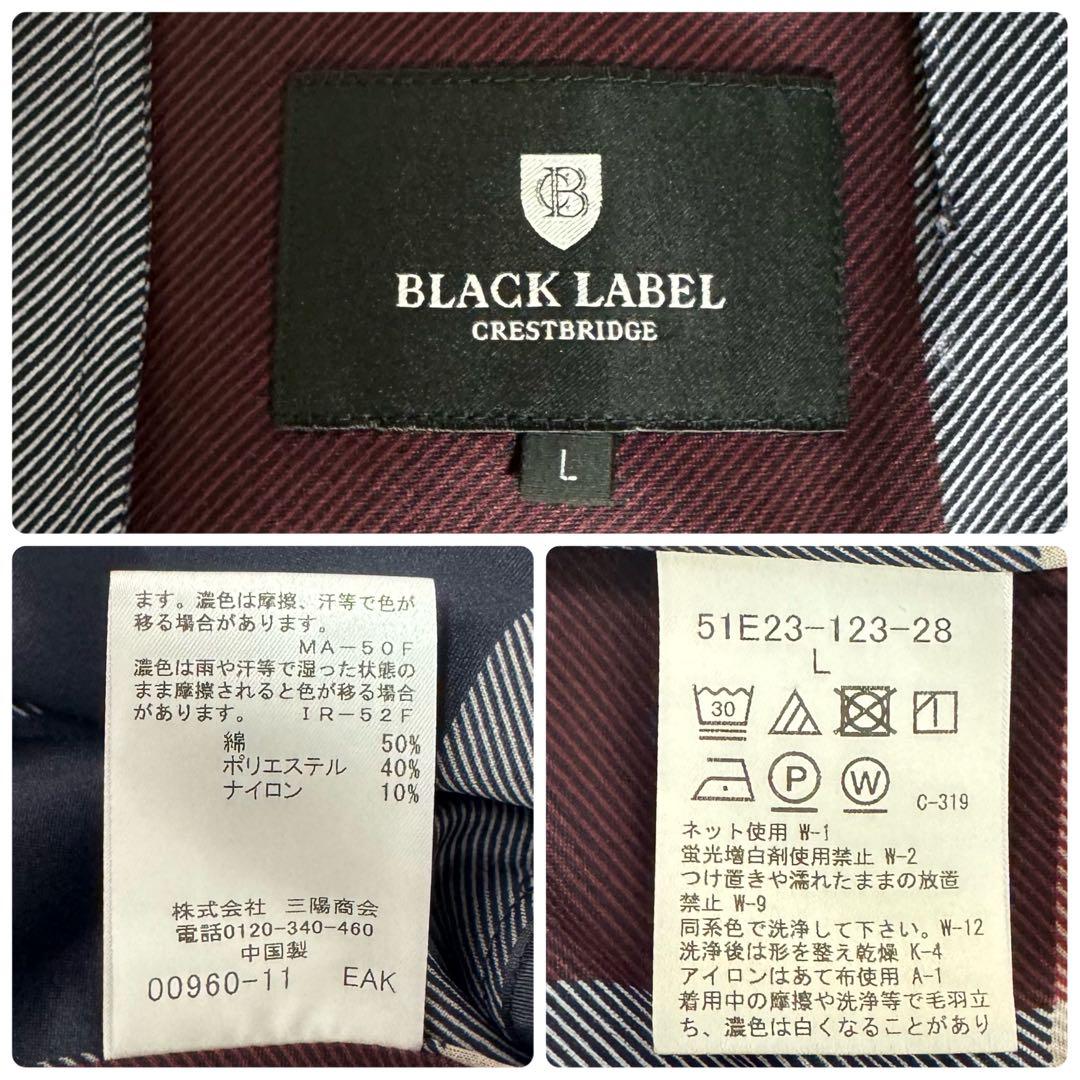 CB
BLACK LABEL
CRESTBRIDGE
L
ます。濃色は摩擦、汗等で色が
移る場合があります。
MA-50F
濃色は雨や汗等で湿った状態の
まま摩擦されると色が移る場合
があります。 IR-52F
綿 50%
ポリエステル 40%
ナイロン 10%
株式会社 三陽商会
電話0120-340-460
中国製
00960-11 EAK
51E23-123-28
L
30
P W C-319
ネット使用 W-1
蛍光増白剤使用禁止 W-2
つけ置きや濡れたままの放置
禁止 W-9
同系色で洗浄して下さい。W-12
洗浄後は形を整え乾燥 K-4
アイロンはあて布使用 A-1
着用中の摩擦や洗浄等で毛羽立
ち、濃色は白くなることがあり